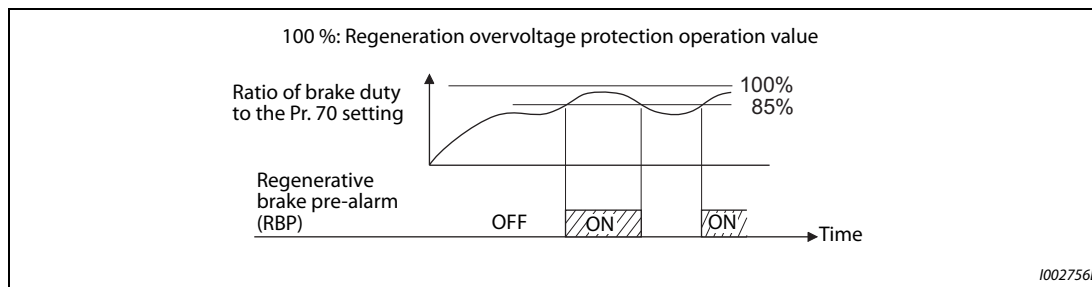 100 %: Regeneration overvoltage protection operation value
Ratio of brake duty
to the Pr. 70 setting
100%
85%
Regenerative
brake pre-alarm
(RBP)
OFF
ON
ON
Time